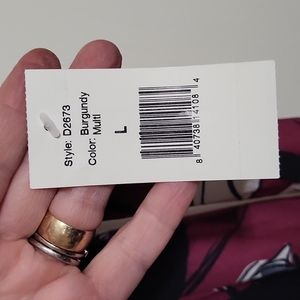 Style: D2673
Burgundy
Color: Multi
L
8 40738 14108 4